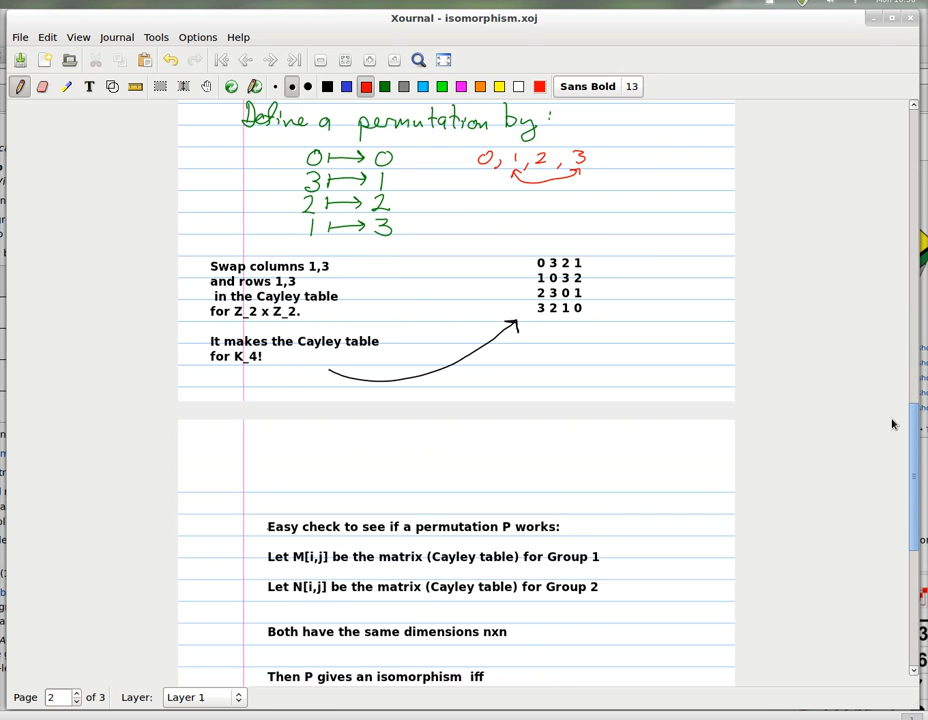 Xournal - isomorphism.xoj
File Edit View Journal Tools Options Help
Sans Bold 13
Define a permutation by:
0 ↦ 0
0, 1, 2, 3
3 ↦ 1
2 ↦ 2
1 ↦ 3
Swap columns 1,3
and rows 1,3
in the Cayley table
for Z_2 x Z_2.
It makes the Cayley table
for K_4!
0 3 2 1
1 0 3 2
2 3 0 1
3 2 1 0
Easy check to see if a permutation P works:
Let M[i,j] be the matrix (Cayley table) for Group 1
Let N[i,j] be the matrix (Cayley table) for Group 2
Both have the same dimensions nxn
Then P gives an isomorphism iff
Page 2 of 3 Layer: Layer 1